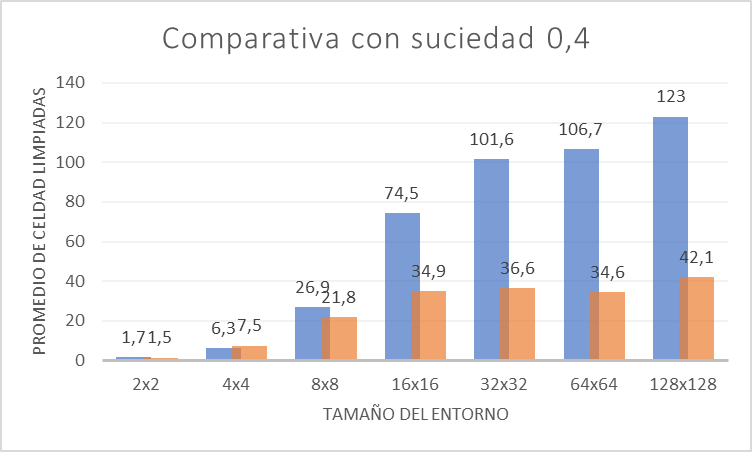 Comparativa con suciedad 0,4
PROMEDIO DE CELDAD LIMPIADAS
140
120
100
80
60
40
20
0
1,7
1,5
6,3
7,5
26,9
21,8
74,5
34,9
101,6
36,6
106,7
34,6
123
42,1
2x2
4x4
8x8
16x16
32x32
64x64
128x128
TAMAÑO DEL ENTORNO